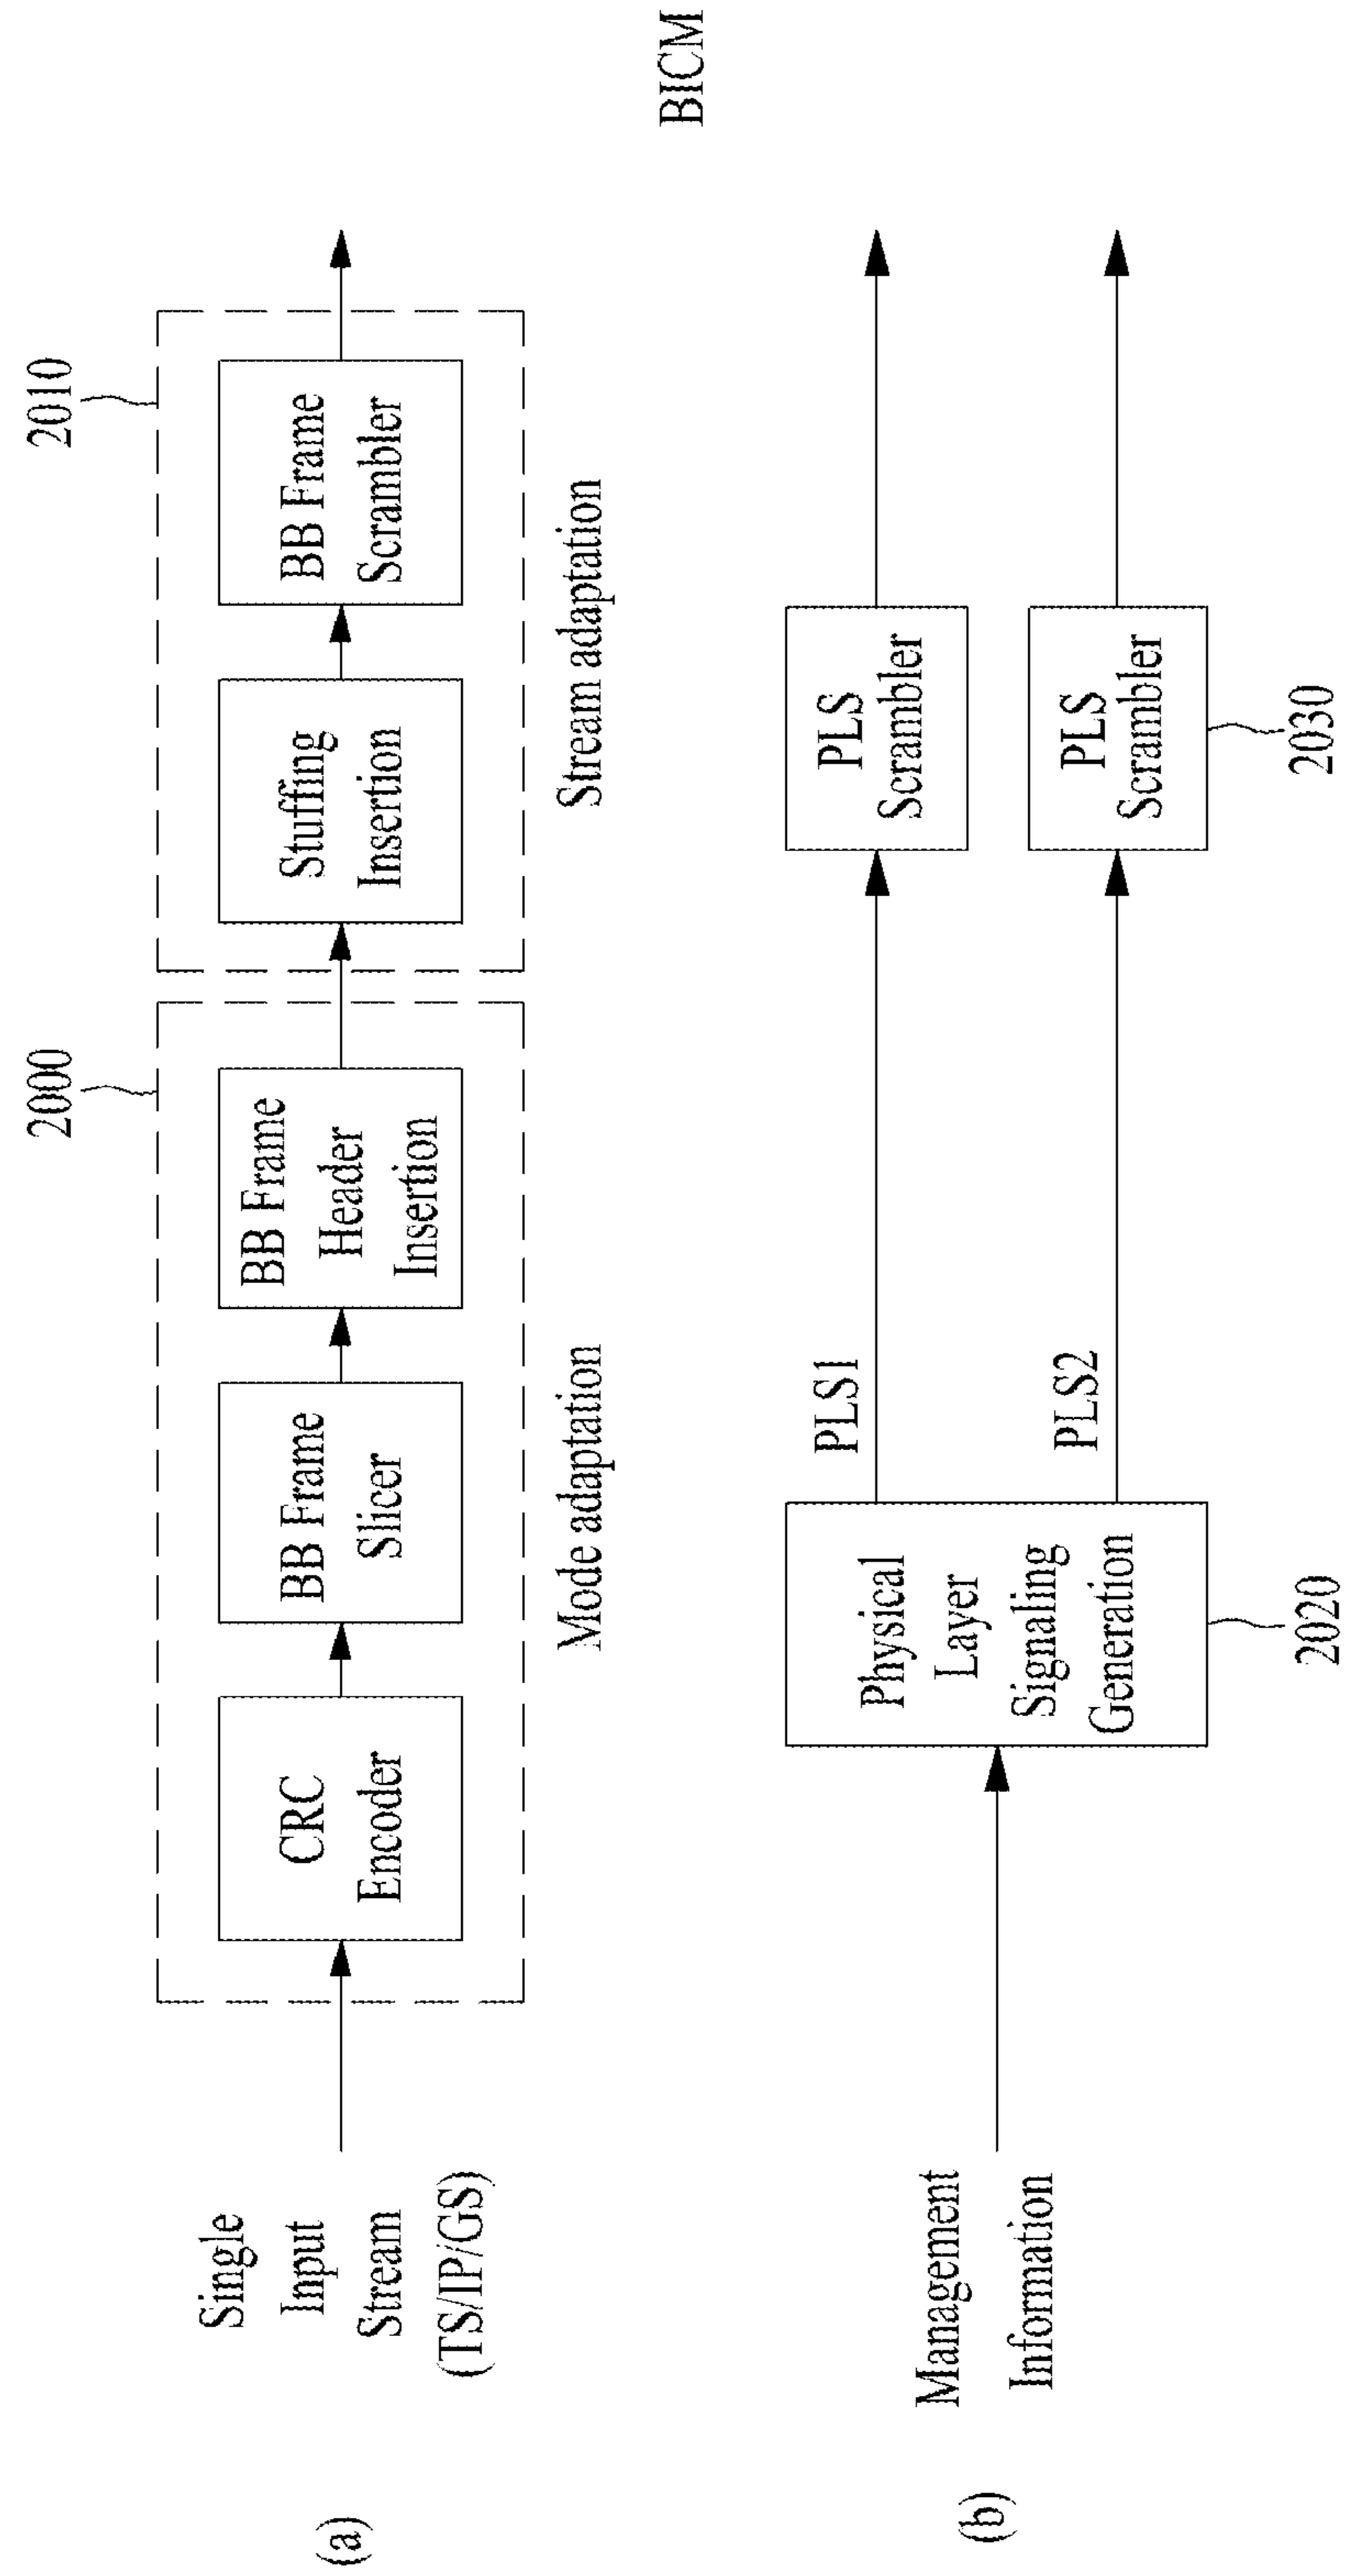 2000
2010
Single
Input
Stream
(TS/IP/GS)
CRC
Encoder
BB Frame
Slicer
BB Frame
Header
Insertion
Stuffing
Insertion
BB Frame
Scrambler
(a)
Mode adaptation
Stream adaptation
BICM
PLS1
PLS
Scrambler
Management
Information
Physical
Layer
Signaling
Generation
(b)
PLS2
PLS
Scrambler
2020
2030